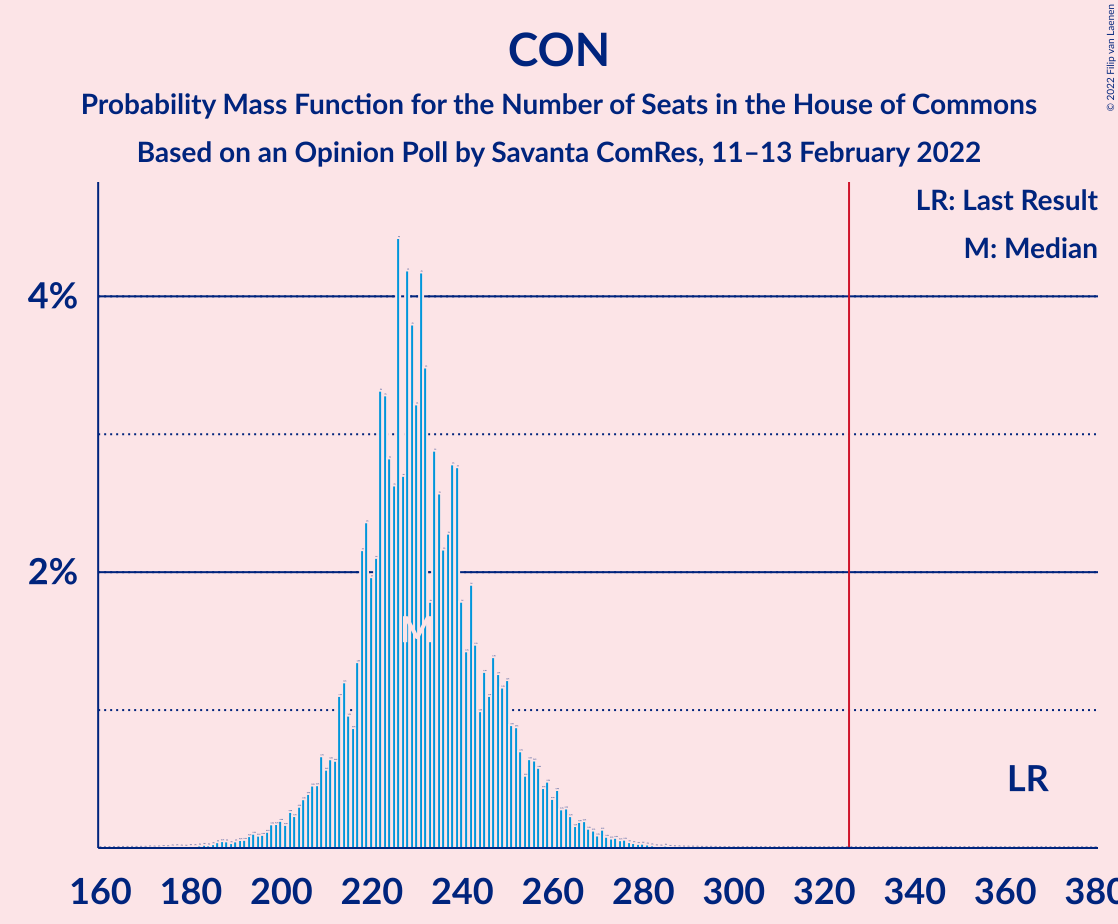 CON
Probability Mass Function for the Number of Seats in the House of Commons
Based on an Opinion Poll by Savanta ComRes, 11–13 February 2022
© 2022 Filip van Laenen
LR: Last Result
M: Median
4%
2%
M
LR
160 180 200 220 240 260 280 300 320 340 360 380